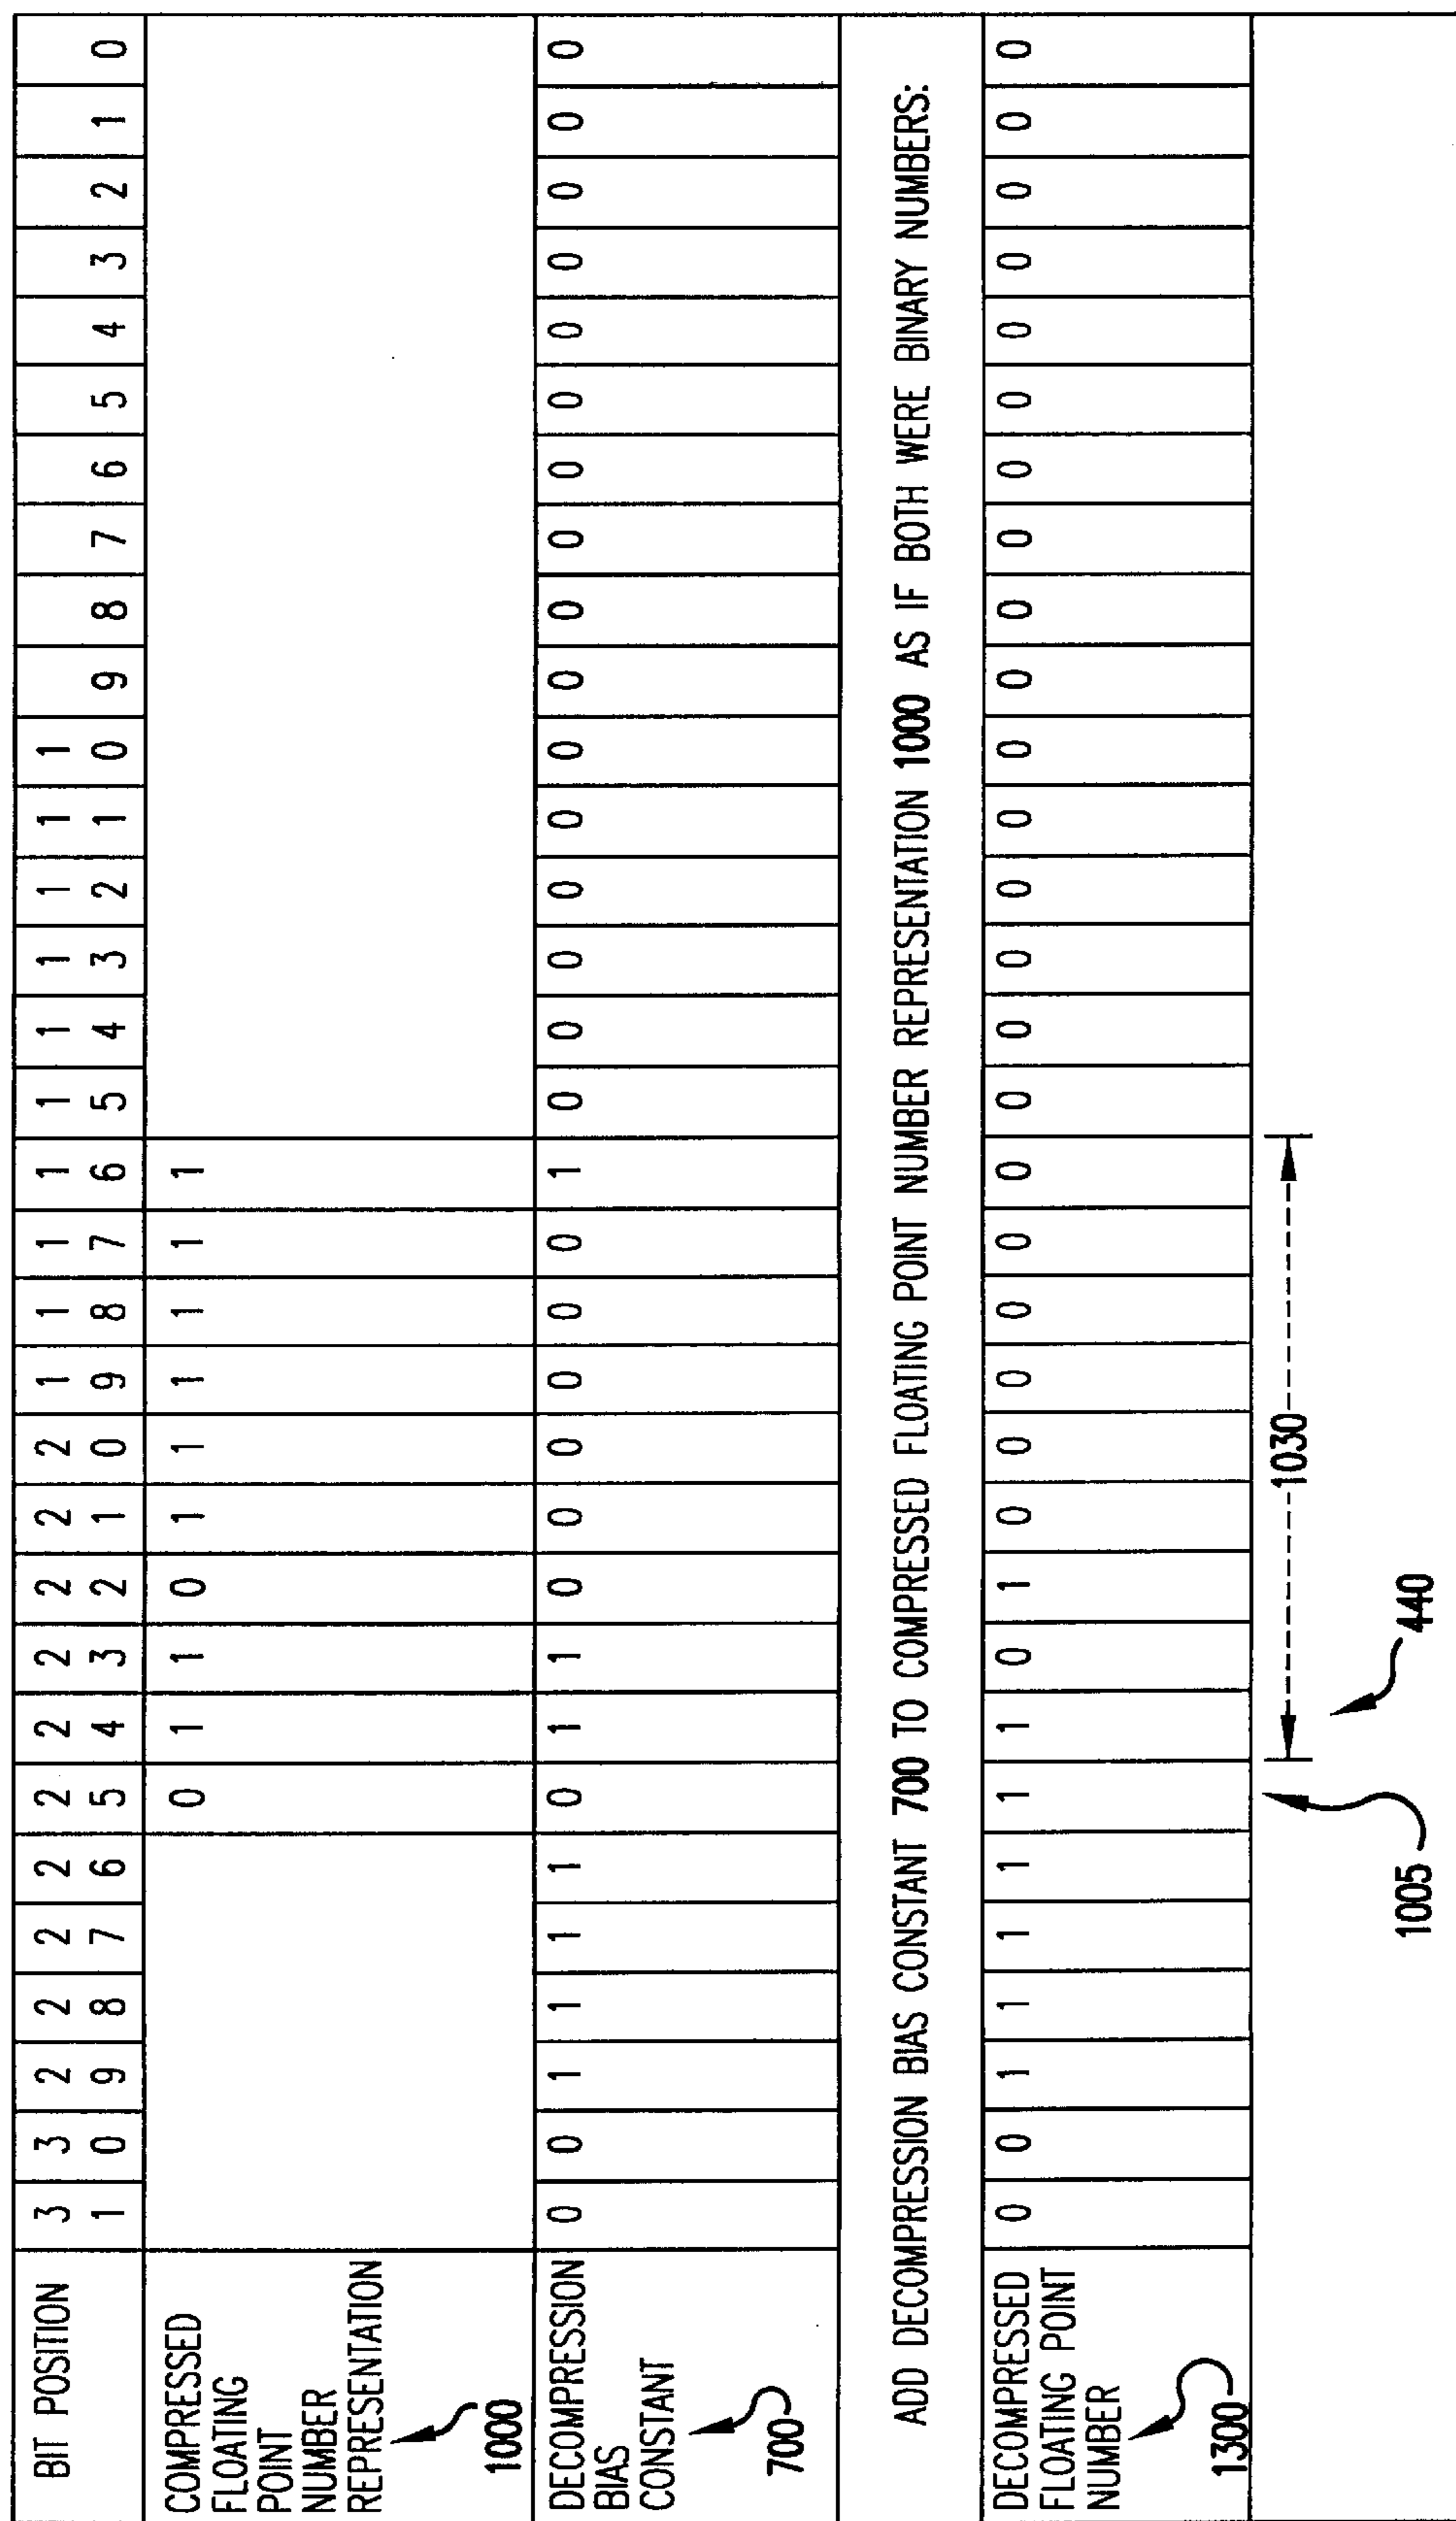 BIT POSITION
3 3 2 2 2 2 2 2 2 2 2 2 1 1 1 1 1 1 1 1 1 1
1 0 9 8 7 6 5 4 3 2 1 0 9 8 7 6 5 4 3 2 1 0 9 8 7 6 5 4 3 2 1 0
COMPRESSED
FLOATING
POINT
NUMBER
REPRESENTATION
1000
0 1 1 0 1 1 1 1 1 1
DECOMPRESSION
BIAS
CONSTANT
700
0 0 1 1 1 1 0 1 1 0 0 0 0 0 0 1 0 0 0 0 0 0 0 0 0 0 0 0 0 0 0 0
ADD DECOMPRESSION BIAS CONSTANT 700 TO COMPRESSED FLOATING POINT NUMBER REPRESENTATION 1000 AS IF BOTH WERE BINARY NUMBERS:
DECOMPRESSED
FLOATING POINT
NUMBER
1300
0 0 1 1 1 1 1 1 0 1 0 0 0 0 0 0 0 0 0 0 0 0 0 0 0 0 0 0 0 0 0 0
1030
1005
440